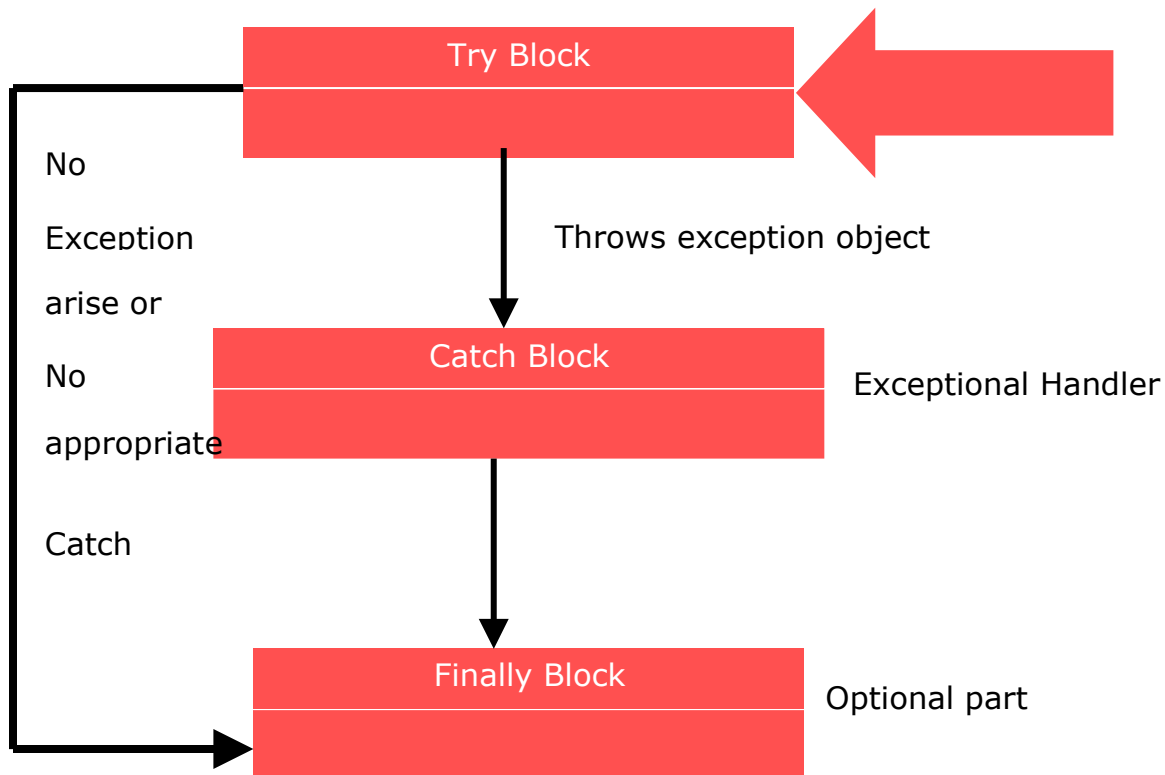 Try Block
No
Exception
arise or
No
appropriate
Catch
Throws exception object
Catch Block
Exceptional Handler
Finally Block
Optional part